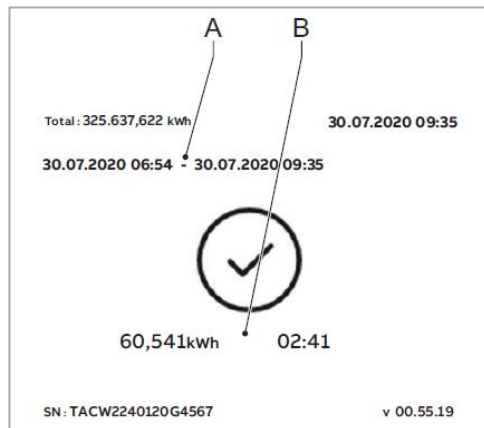 A B
Total: 325.637,622 kWh 30.07.2020 09:35
30.07.2020 06:54 - 30.07.2020 09:35
60,541kWh 02:41
SN: TACW2240120G4567 v 00.55.19